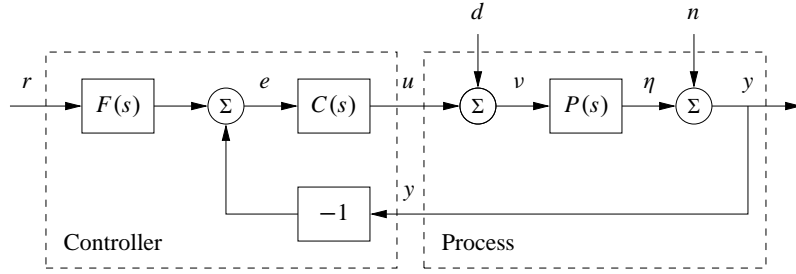 d n
r F(s) Σ e C(s) u Σ ν P(s) η Σ y
−1 y
Controller Process